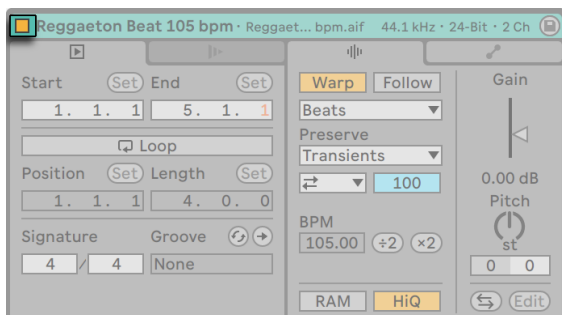 Reggaeton Beat 105 bpm · Reggaet... bpm.aif 44.1 kHz · 24-Bit · 2 Ch
Start Set End Set
1. 1. 1 5. 1. 1
Loop
Position Set Length Set
1. 1. 1 4. 0. 0
Signature Groove
4 / 4 None
Warp Follow
Beats
Preserve
Transients
100
BPM
105.00 ÷2 ×2
RAM HiQ
Gain
0.00 dB
Pitch
st
0 0
Edit